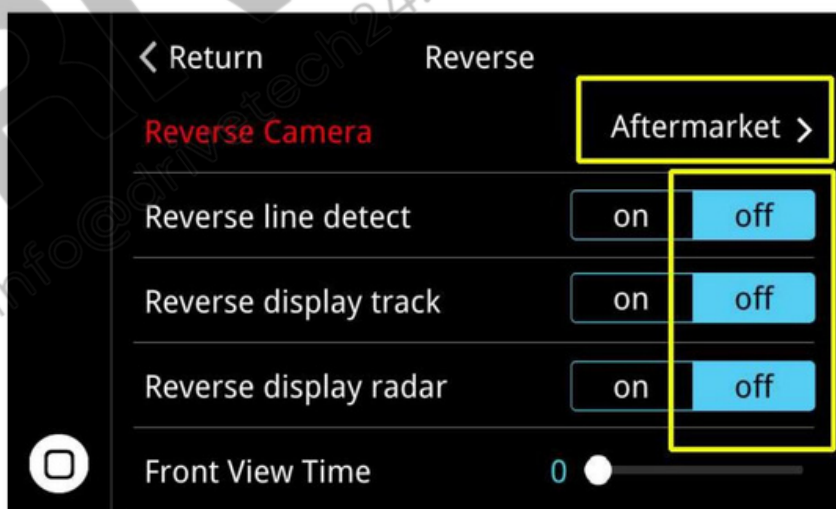 Return Reverse
Reverse Camera Aftermarket
Reverse line detect on off
Reverse display track on off
Reverse display radar on off
Front View Time 0